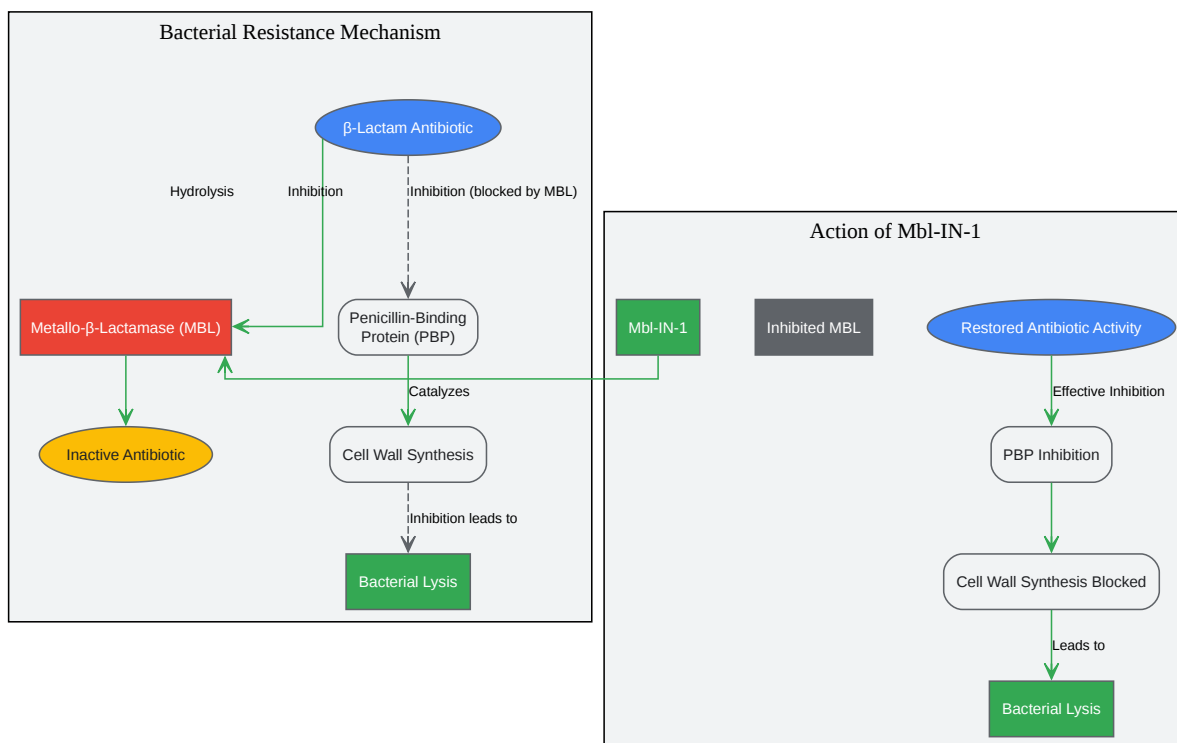 Bacterial Resistance Mechanism
β-Lactam Antibiotic
Hydrolysis
Inhibition
Inhibition (blocked by MBL)
Metallo-β-Lactamase (MBL)
Penicillin-Binding
Protein (PBP)
Catalyzes
Inactive Antibiotic
Cell Wall Synthesis
Inhibition leads to
Bacterial Lysis
Action of Mbl-IN-1
Mbl-IN-1
Inhibited MBL
Restored Antibiotic Activity
Effective Inhibition
PBP Inhibition
Cell Wall Synthesis Blocked
Leads to
Bacterial Lysis